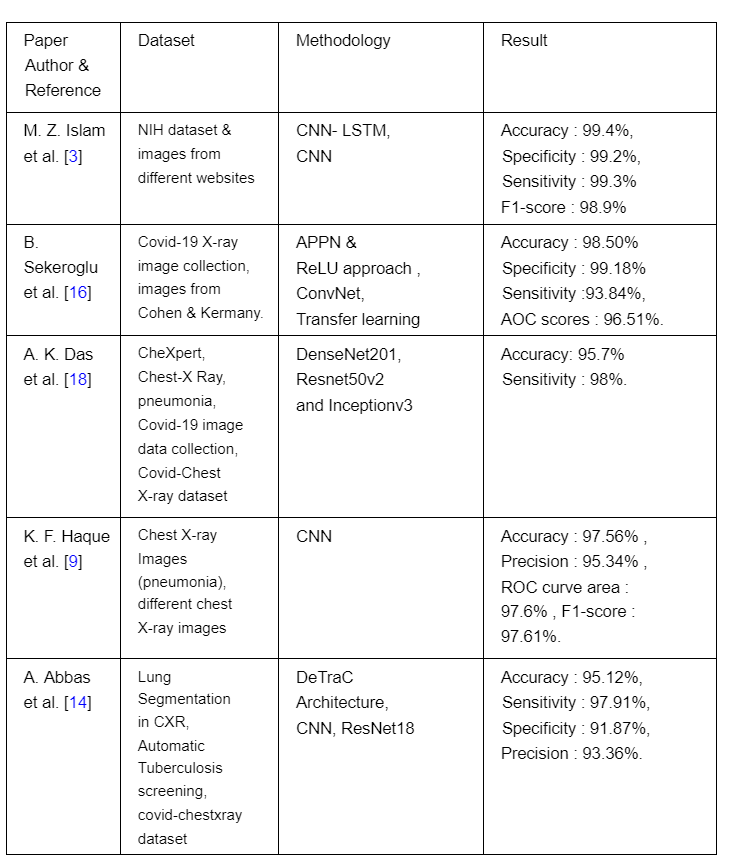 Paper
Author &
Reference
Dataset
Methodology
Result
M. Z. Islam
et al. [3]
NIH dataset &
images from
different websites
CNN- LSTM,
CNN
Accuracy : 99.4%,
Specificity : 99.2%,
Sensitivity : 99.3%
F1-score : 98.9%
B.
Sekeroglu
et al. [16]
Covid-19 X-ray
image collection,
images from
Cohen & Kermany.
APPN &
ReLU approach ,
ConvNet,
Transfer learning
Accuracy : 98.50%
Specificity : 99.18%
Sensitivity :93.84%,
AOC scores : 96.51%.
A. K. Das
et al. [18]
CheXpert,
Chest-X Ray,
pneumonia,
Covid-19 image
data collection,
Covid-Chest
X-ray dataset
DenseNet201,
Resnet50v2
and Inceptionv3
Accuracy: 95.7%
Sensitivity : 98%.
K. F. Haque
et al. [9]
Chest X-ray
Images
(pneumonia),
different chest
X-ray images
CNN
Accuracy : 97.56% ,
Precision : 95.34% ,
ROC curve area :
97.6% , F1-score :
97.61%.
A. Abbas
et al. [14]
Lung
Segmentation
in CXR,
Automatic
Tuberculosis
screening,
covid-chestxray
dataset
DeTraC
Architecture,
CNN, ResNet18
Accuracy : 95.12%,
Sensitivity : 97.91%,
Specificity : 91.87%,
Precision : 93.36%.